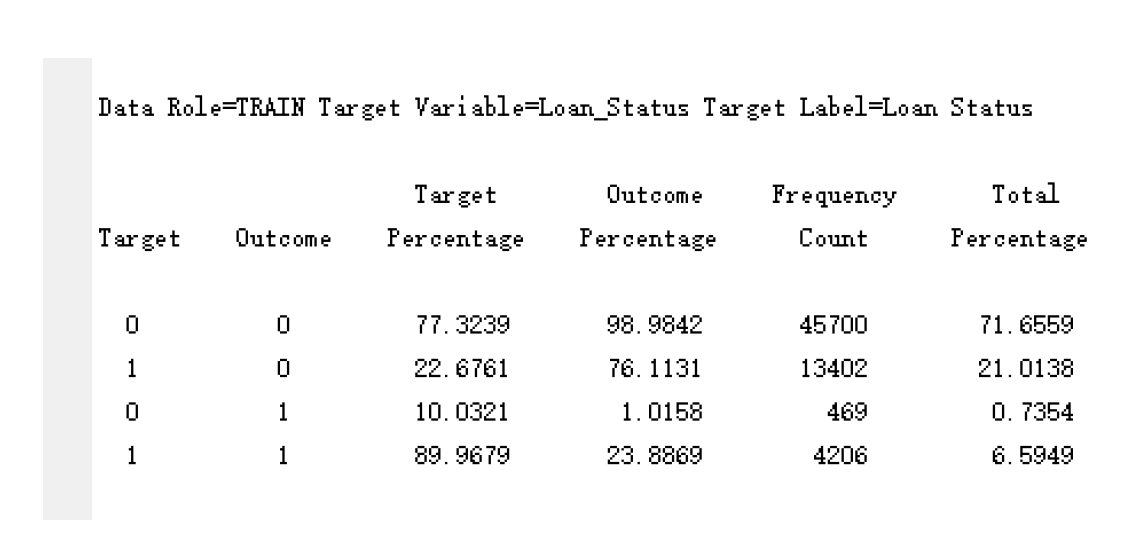 Data Role=TRAIN Target Variable=Loan_Status Target Label=Loan Status
Target Outcome Frequency Total
Target Outcome Percentage Percentage Count Percentage
0 0 77.3239 98.9842 45700 71.6559
1 0 22.6761 76.1131 13402 21.0138
0 1 10.0321 1.0158 469 0.7354
1 1 89.9679 23.8869 4206 6.5949